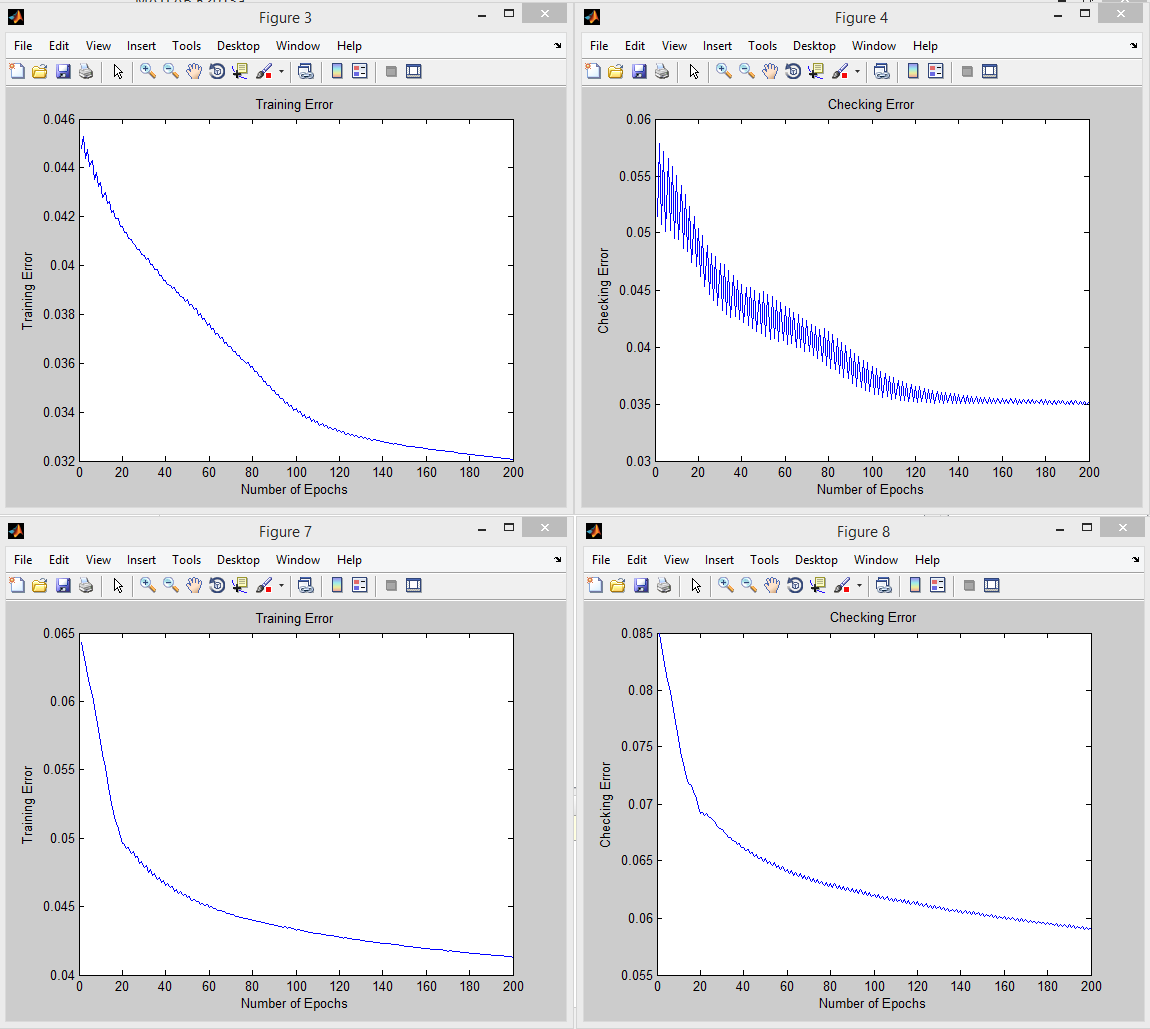 Figure 3
File Edit View Insert Tools Desktop Window Help
Training Error
0.046
0.044
0.042
0.04
0.038
0.036
0.034
0.032
Training Error
0 20 40 60 80 100 120 140 160 180 200
Number of Epochs
Figure 4
File Edit View Insert Tools Desktop Window Help
Checking Error
0.06
0.055
0.05
0.045
0.04
0.035
0.03
Checking Error
0 20 40 60 80 100 120 140 160 180 200
Number of Epochs
Figure 7
File Edit View Insert Tools Desktop Window Help
Training Error
0.065
0.06
0.055
0.05
0.045
0.04
Training Error
0 20 40 60 80 100 120 140 160 180 200
Number of Epochs
Figure 8
File Edit View Insert Tools Desktop Window Help
Checking Error
0.085
0.08
0.075
0.07
0.065
0.06
0.055
Checking Error
0 20 40 60 80 100 120 140 160 180 200
Number of Epochs